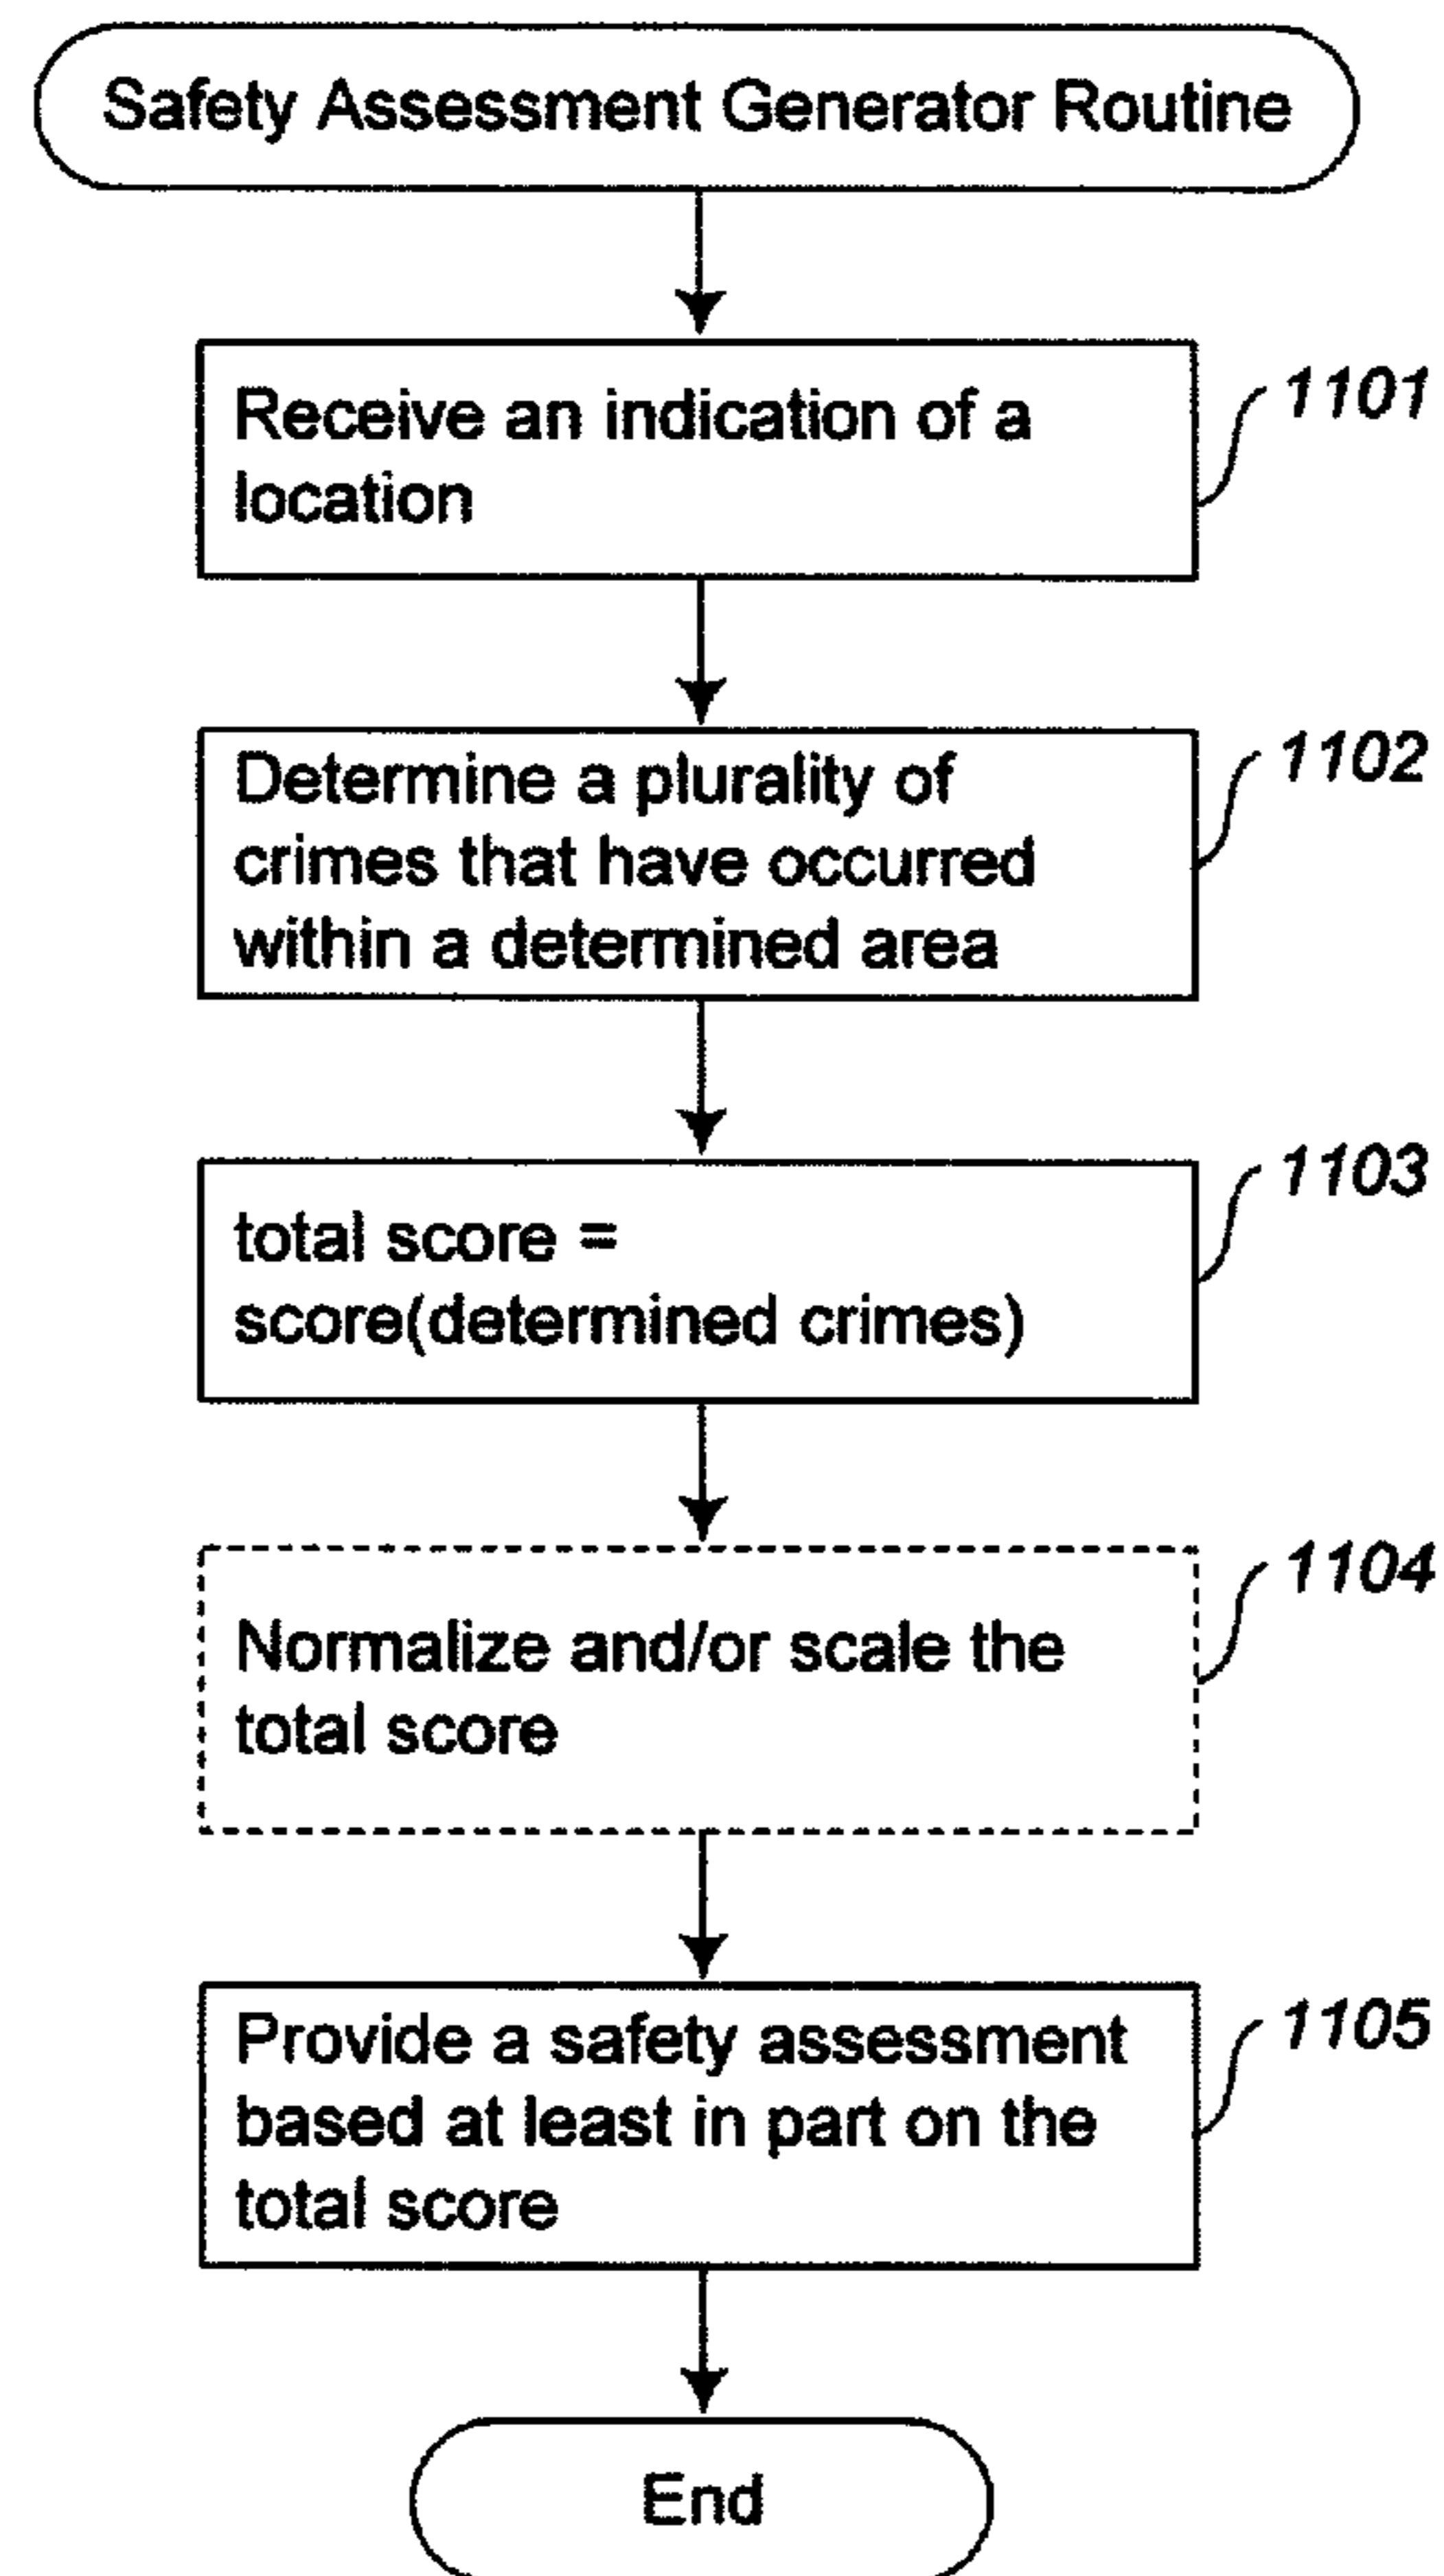 Safety Assessment Generator Routine
Receive an indication of a
location
1101
Determine a plurality of
crimes that have occurred
within a determined area
1102
total score =
score(determined crimes)
1103
Normalize and/or scale the
total score
1104
Provide a safety assessment
based at least in part on the
total score
1105
End